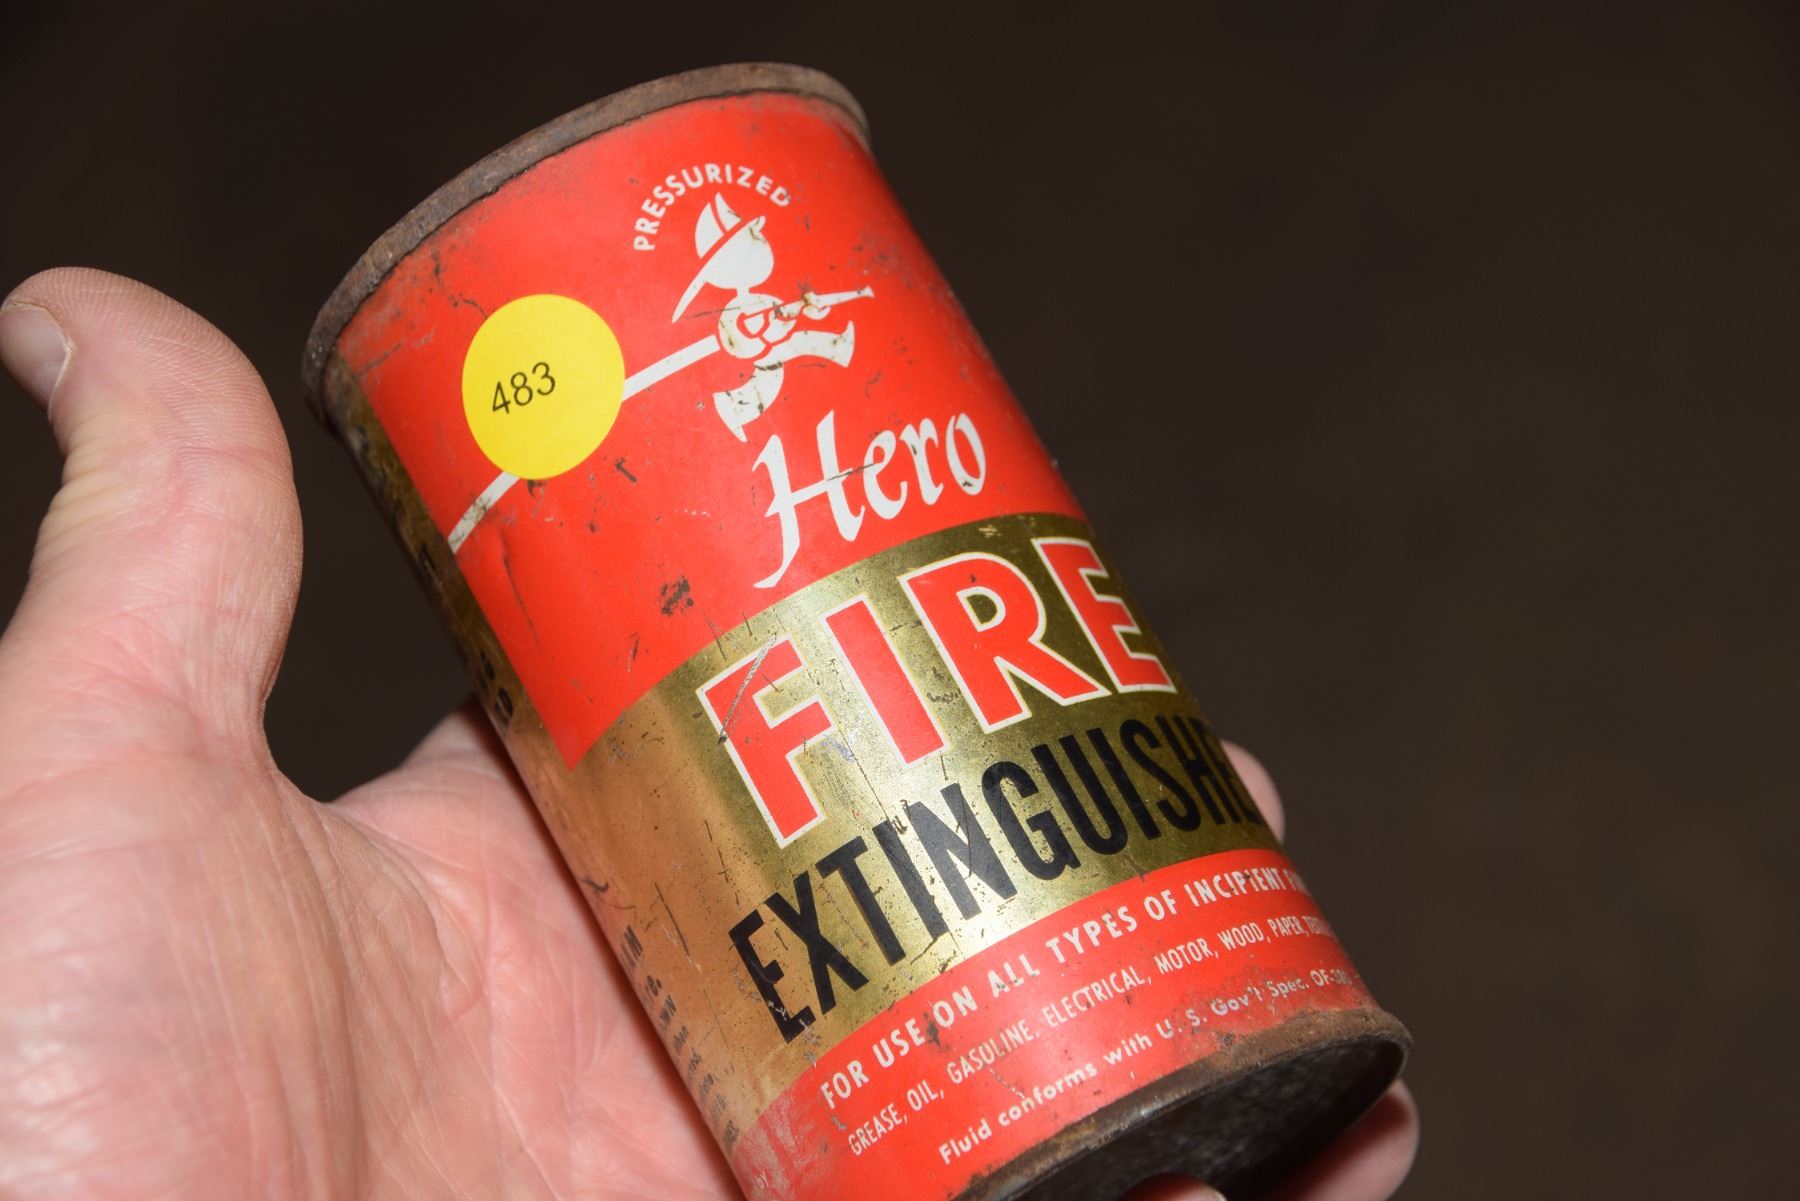 PRESSURIZED
483
Hero
FIRE
EXTINGUISHE
FOR USE ON ALL TYPES OF INCIPIENT
GREASE, OIL, GASOLINE, ELECTRICAL, MOTOR, WOOD, PAPER,
Fluid conforms with U. S. Gov't Spec.